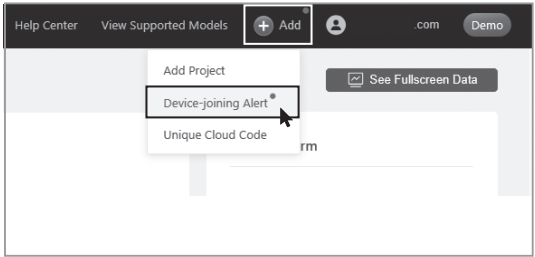 Help Center View Supported Models Add .com Demo
Add Project
See Fullscreen Data
Device-joining Alert
Unique Cloud Code
rm